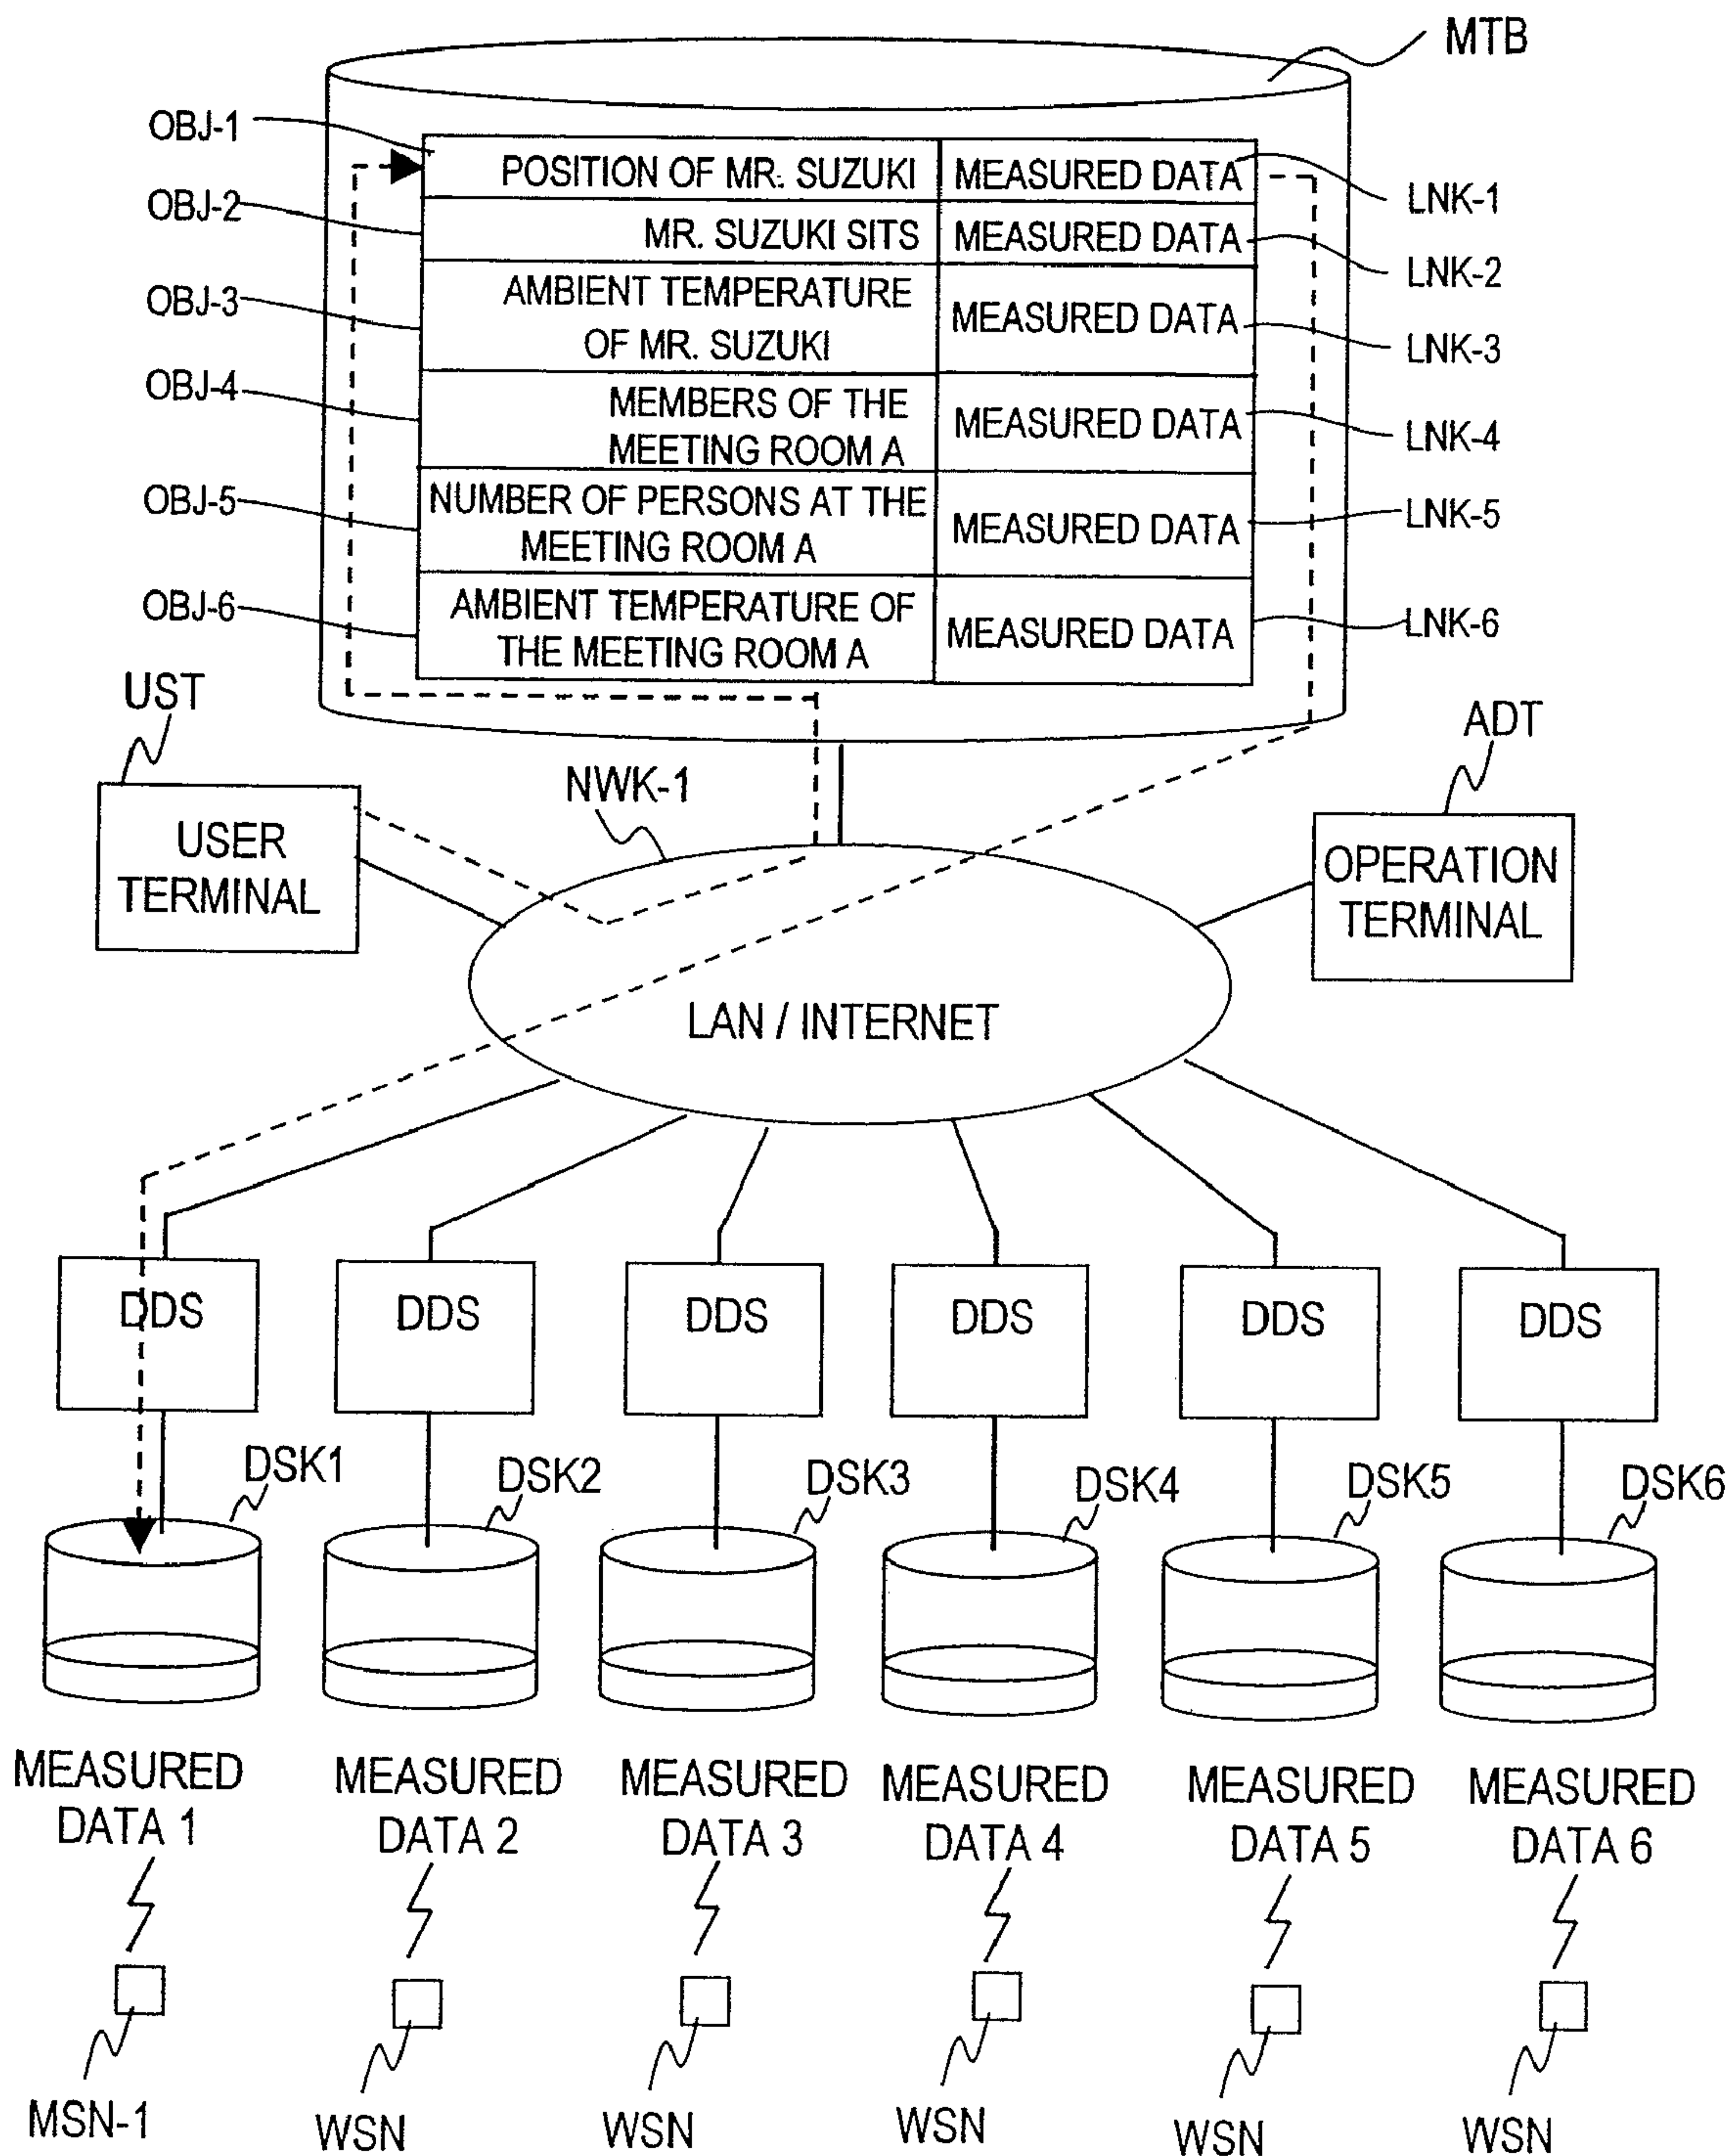 MTB
OBJ-1
POSITION OF MR. SUZUKI
MEASURED DATA
LNK-1
OBJ-2
MR. SUZUKI SITS
MEASURED DATA
LNK-2
OBJ-3
AMBIENT TEMPERATURE
OF MR. SUZUKI
MEASURED DATA
LNK-3
OBJ-4
MEMBERS OF THE
MEETING ROOM A
MEASURED DATA
LNK-4
OBJ-5
NUMBER OF PERSONS AT THE
MEETING ROOM A
MEASURED DATA
LNK-5
OBJ-6
AMBIENT TEMPERATURE OF
THE MEETING ROOM A
MEASURED DATA
LNK-6
UST
USER
TERMINAL
NWK-1
ADT
OPERATION
TERMINAL
LAN / INTERNET
DDS
DDS
DDS
DDS
DDS
DDS
DSK1
DSK2
DSK3
DSK4
DSK5
DSK6
MEASURED
DATA 1
MEASURED
DATA 2
MEASURED
DATA 3
MEASURED
DATA 4
MEASURED
DATA 5
MEASURED
DATA 6
MSN-1
WSN
WSN
WSN
WSN
WSN